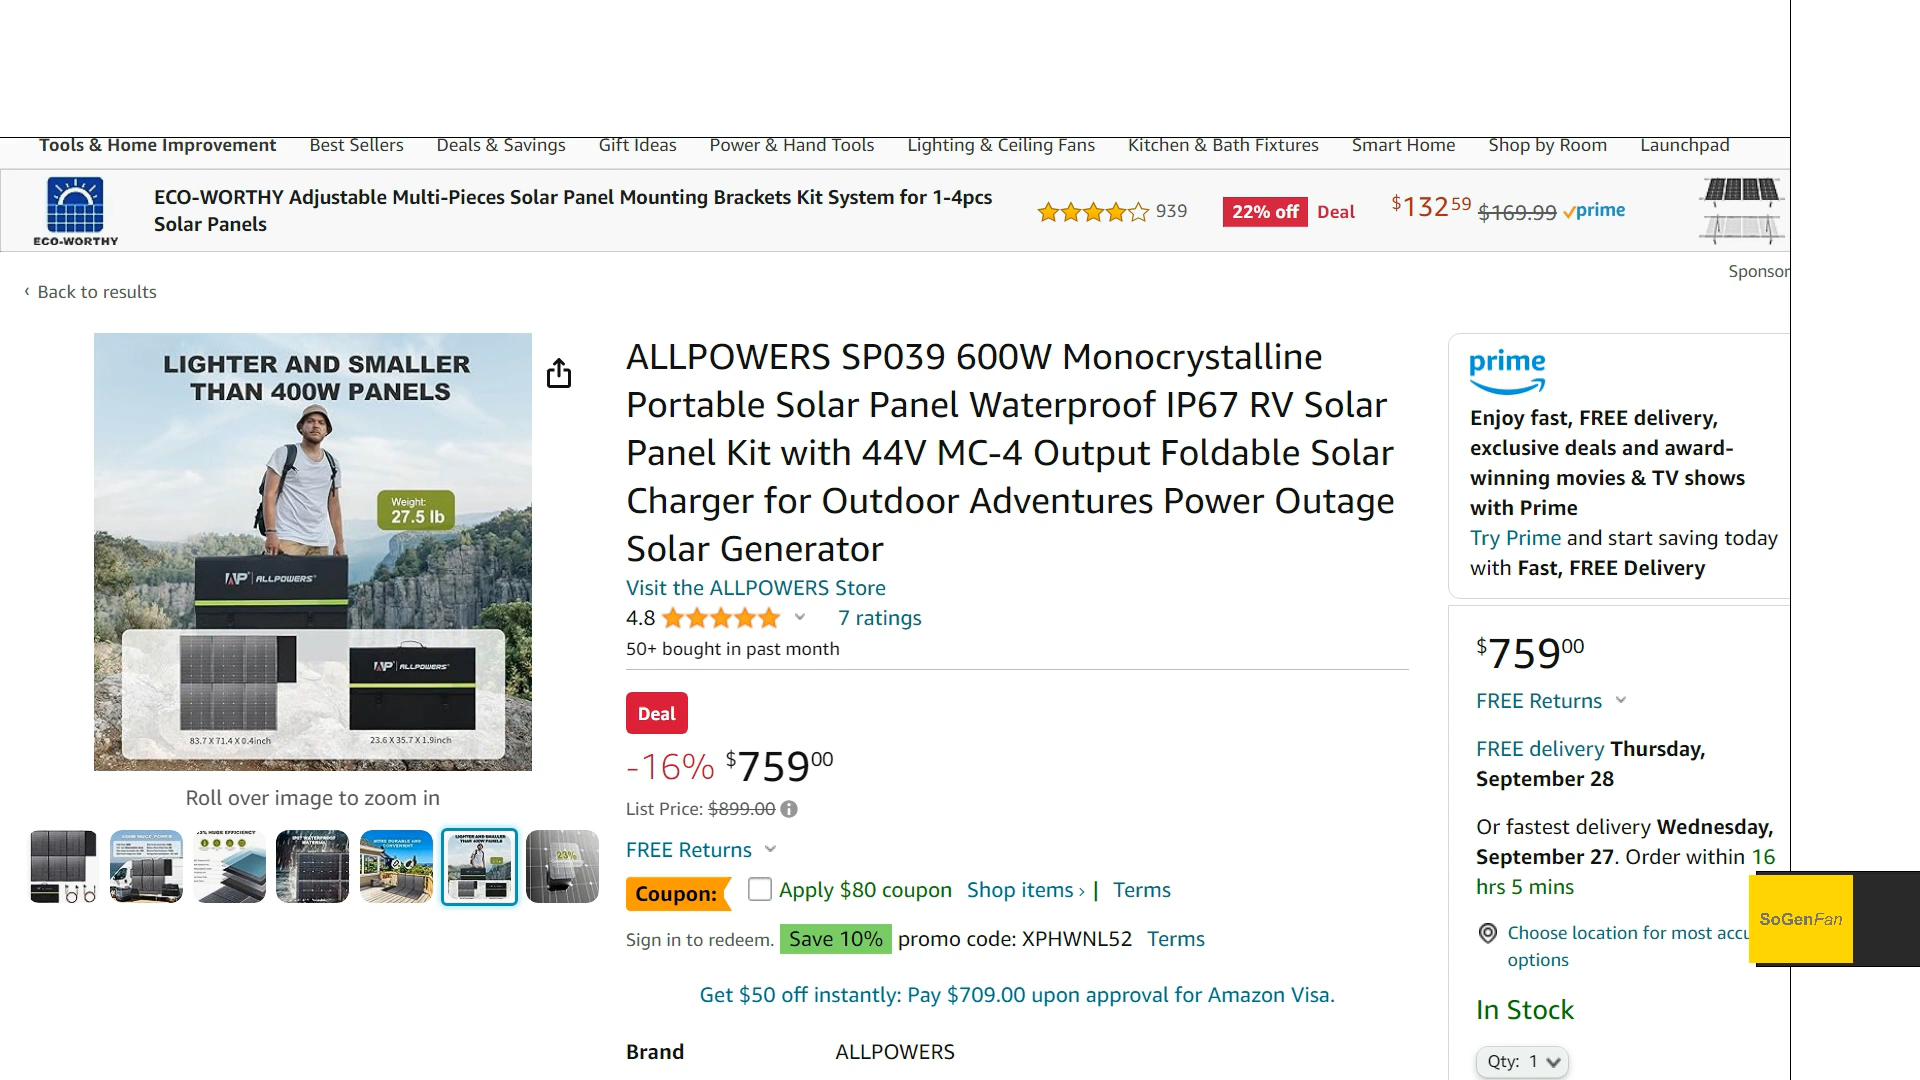 Tools & Home Improvement Best Sellers Deals & Savings Gift Ideas Power & Hand Tools Lighting & Ceiling Fans Kitchen & Bath Fixtures Smart Home Shop by Room Launchpad
ECO-WORTHY
ECO-WORTHY Adjustable Multi-Pieces Solar Panel Mounting Brackets Kit System for 1-4pcs
Solar Panels
939
22% off Deal
$132 59 $169.99 prime
Sponsor
‹ Back to results
LIGHTER AND SMALLER
THAN 400W PANELS
Weight:
27.5 lb
AP ALLPOWERS
AP ALLPOWERS
83.7 X 71.4 X 0.4inch
23.6 X 35.7 X 1.9inch
Roll over image to zoom in
ALLPOWERS SP039 600W Monocrystalline
Portable Solar Panel Waterproof IP67 RV Solar
Panel Kit with 44V MC-4 Output Foldable Solar
Charger for Outdoor Adventures Power Outage
Solar Generator
Visit the ALLPOWERS Store
4.8 7 ratings
50+ bought in past month
Deal
-16% $759 00
List Price: $899.00
FREE Returns
Coupon: Apply $80 coupon Shop items › | Terms
Sign in to redeem. Save 10% promo code: XPHWNL52 Terms
Get $50 off instantly: Pay $709.00 upon approval for Amazon Visa.
Brand ALLPOWERS
prime
Enjoy fast, FREE delivery,
exclusive deals and award-
winning movies & TV shows
with Prime
Try Prime and start saving today
with Fast, FREE Delivery
$759 00
FREE Returns
FREE delivery Thursday,
September 28
Or fastest delivery Wednesday,
September 27. Order within 16
hrs 5 mins
Choose location for most accu
options
In Stock
Qty: 1
SoGenFan